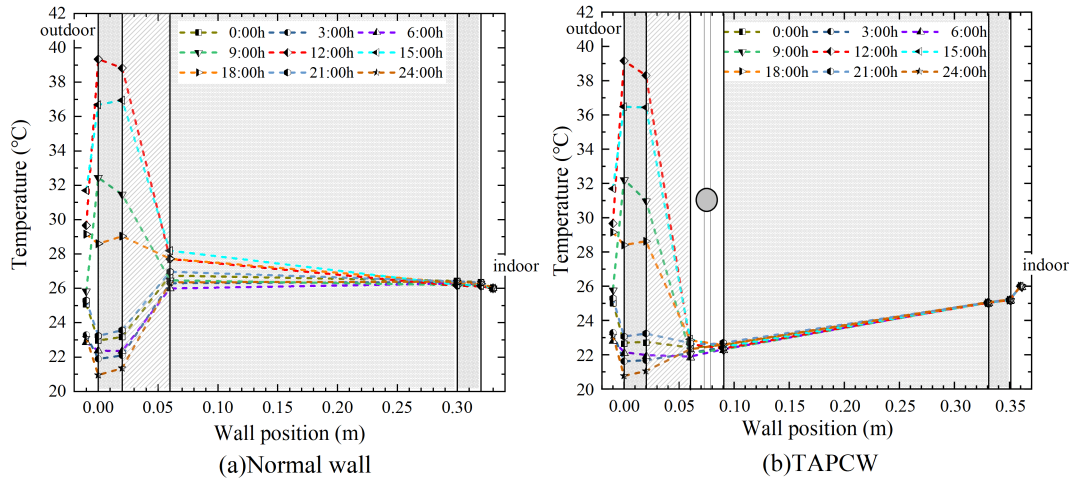 outdoor
0:00h 3:00h 6:00h
9:00h 12:00h 15:00h
18:00h 21:00h 24:00h
42
40
38
36
34
32
30
28
26
24
22
20
Temperature (°C)
indoor
0.00 0.05 0.10 0.15 0.20 0.25 0.30
Wall position (m)
(a)Normal wall
outdoor
0:00h 3:00h 6:00h
9:00h 12:00h 15:00h
18:00h 21:00h 24:00h
42
40
38
36
34
32
30
28
26
24
22
20
Temperature (°C)
indoor
0.00 0.05 0.10 0.15 0.20 0.25 0.30 0.35
Wall position (m)
(b)TAPCW